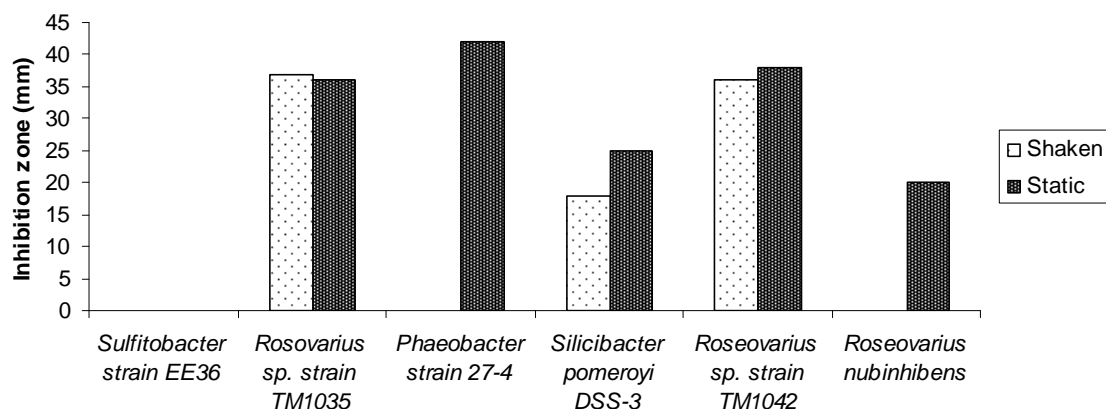 Inhibition zone (mm)
45
40
35
30
25
20
15
10
5
0
Sulfitobacter
strain EE36
Rosovarius
sp. strain
TM1035
Phaeobacter
strain 27-4
Silicibacter
pomeroyi
DSS-3
Roseovarius
sp. strain
TM1042
Roseovarius
nubinhibens
Shaken
Static